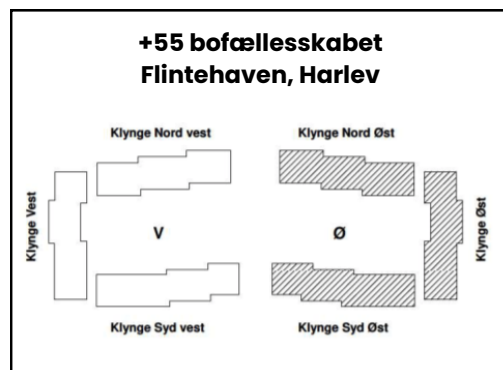 +55 bofællesskabet
Flintehaven, Harlev
Klynge Nord vest
Klynge Nord Øst
Klynge Vest
V
Ø
Klynge Øst
Klynge Syd vest
Klynge Syd Øst